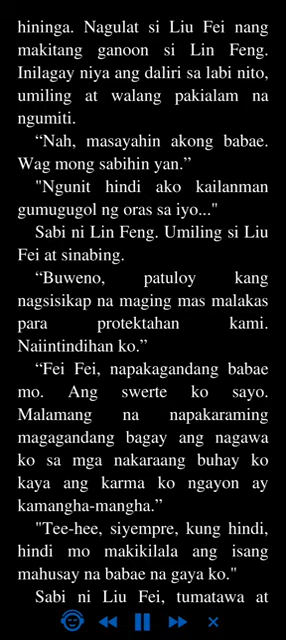 hininga. Nagulat si Liu Fei nang
makitang ganoon si Lin Feng.
Inilagay niya ang daliri sa labi nito,
umiling at walang pakialam na
ngumiti.
“Nah, masayahin akong babae.
Wag mong sabihin yan.”
"Ngunit hindi ako kailanman
gumugugol ng oras sa iyo..."
Sabi ni Lin Feng. Umiling si Liu
Fei at sinabing.
“Buweno, patuloy kang
nagsisikap na maging mas malakas
para protektahan kami.
Naiintindihan ko.”
“Fei Fei, napakagandang babae
mo. Ang swerte ko sayo.
Malamang na napakaraming
magagandang bagay ang nagawa
ko sa mga nakaraang buhay ko
kaya ang karma ko ngayon ay
kamangha-mangha.”
"Tee-hee, siyempre, kung hindi,
hindi mo makikilala ang isang
mahusay na babae na gaya ko."
Sabi ni Liu Fei, tumatawa at